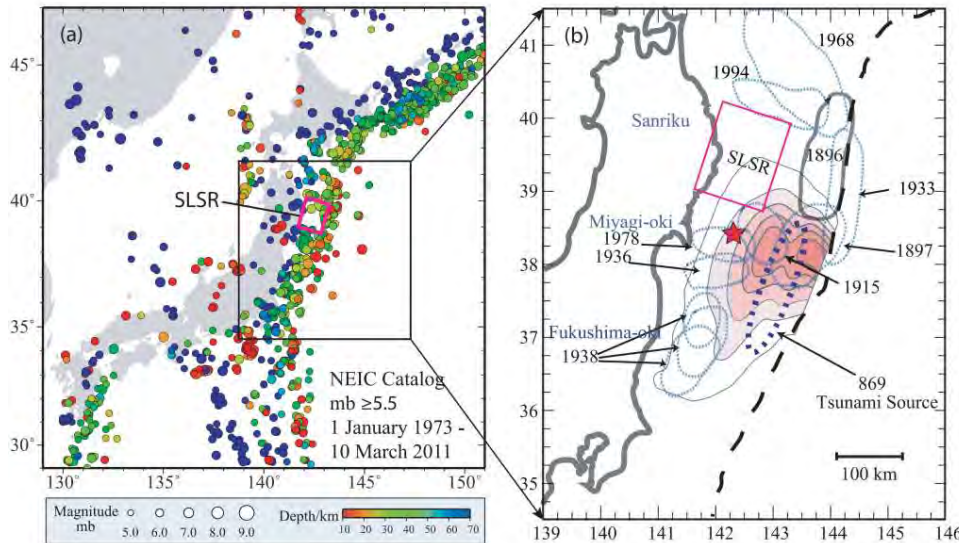 (a)
45°
40°
35°
30°
SLSR
NEIC Catalog
mb ≥5.5
1 January 1973 -
10 March 2011
130° 135° 140° 145° 150°
Magnitude
mb
5.0 6.0 7.0 8.0 9.0
Depth/km
10 20 30 40 50 60 70
(b)
41
40
39
38
37
36
35
1968
1994
Sanriku
SLSR
1896
1933
Miyagi-oki
1978
1936
1897
1915
Fukushima-oki
1938
869
Tsunami Source
100 km
139 140 141 142 143 144 145 146